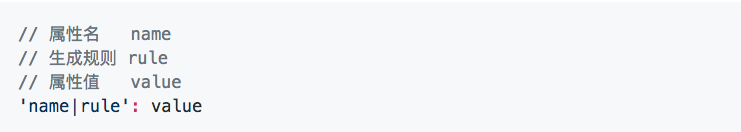 // 属性名   name
// 生成规则 rule
// 属性值   value
'name|rule': value